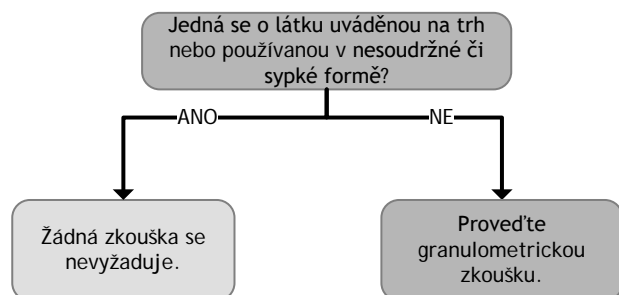 Jedná se o látku uváděnou na trh
nebo používanou v nesoudržné či
sypké formě?
ANO
NE
Žádná zkouška se
nevyžaduje.
Proveďte
granulometrickou
zkoušku.